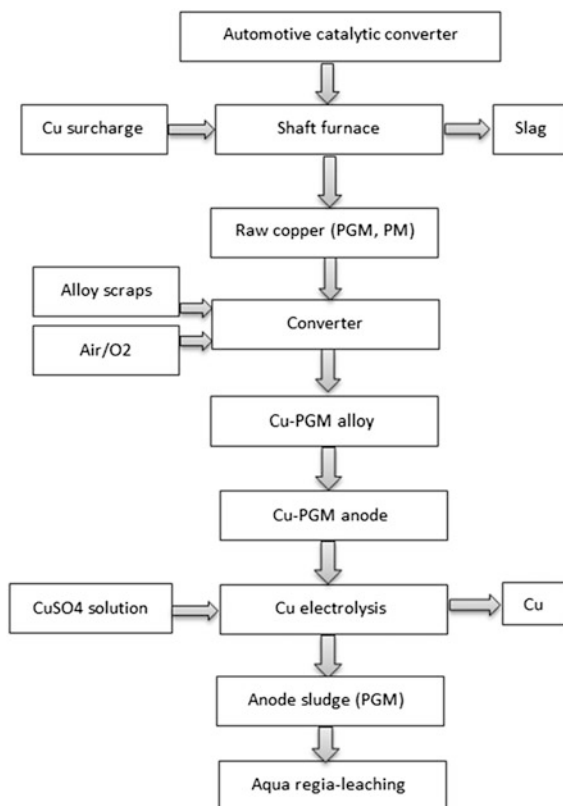 Automotive catalytic converter
Cu surcharge
Shaft furnace
Slag
Raw copper (PGM, PM)
Alloy scraps
Converter
Air/O2
Cu-PGM alloy
Cu-PGM anode
CuSO4 solution
Cu electrolysis
Cu
Anode sludge (PGM)
Aqua regia-leaching